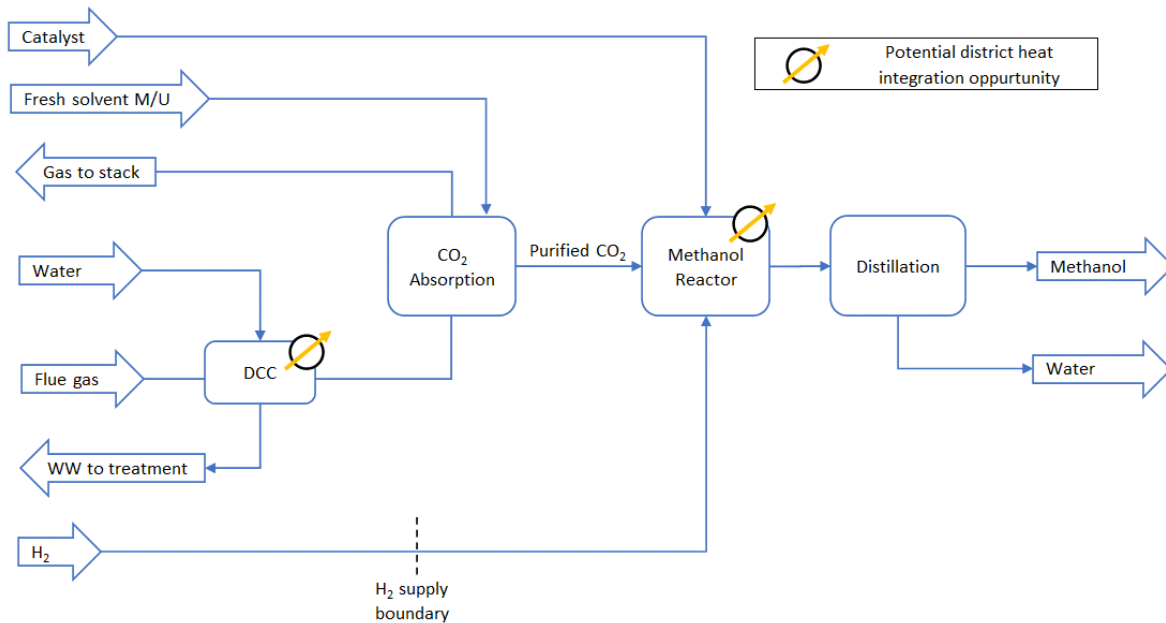 Catalyst
Potential district heat
integration oppurtunity
Fresh solvent M/U
Gas to stack
CO₂
Absorption
Purified CO₂
Methanol
Reactor
Distillation
Methanol
Water
DCC
Flue gas
Water
WW to treatment
H₂
H₂ supply
boundary